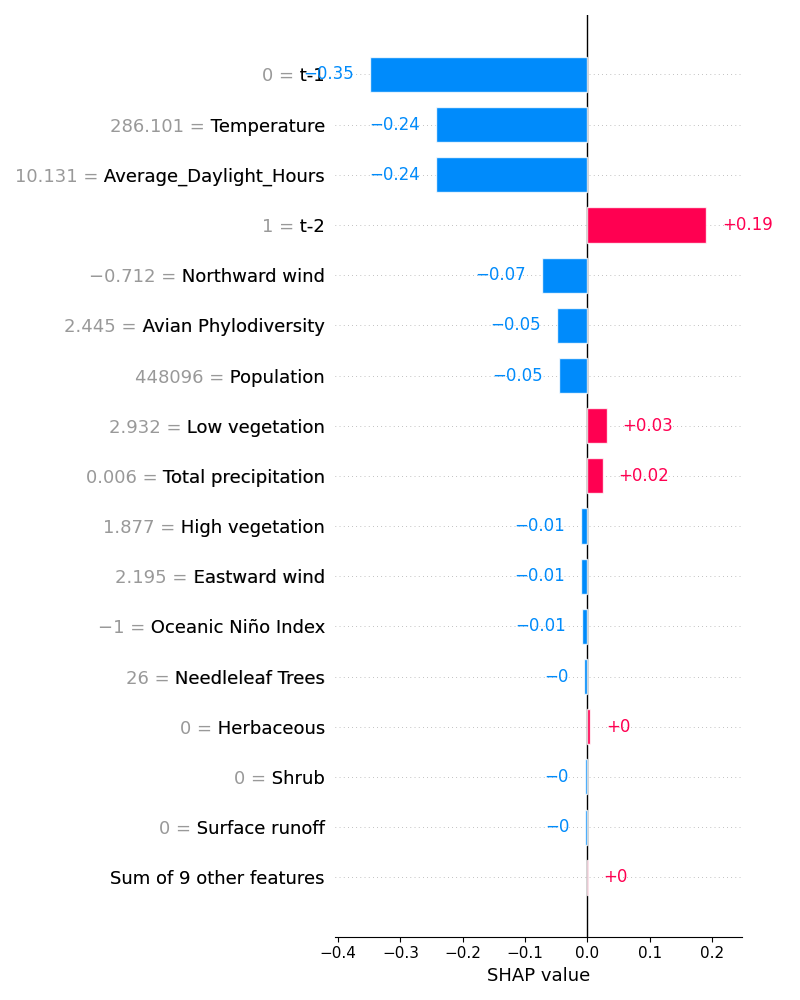 0 = t-1 −0.35
286.101 = Temperature −0.24
10.131 = Average_Daylight_Hours −0.24
1 = t-2 +0.19
−0.712 = Northward wind −0.07
2.445 = Avian Phylodiversity −0.05
448096 = Population −0.05
2.932 = Low vegetation +0.03
0.006 = Total precipitation +0.02
1.877 = High vegetation −0.01
2.195 = Eastward wind −0.01
−1 = Oceanic Niño Index −0.01
26 = Needleleaf Trees −0
0 = Herbaceous +0
0 = Shrub −0
0 = Surface runoff −0
Sum of 9 other features +0
−0.4 −0.3 −0.2 −0.1 0.0 0.1 0.2
SHAP value